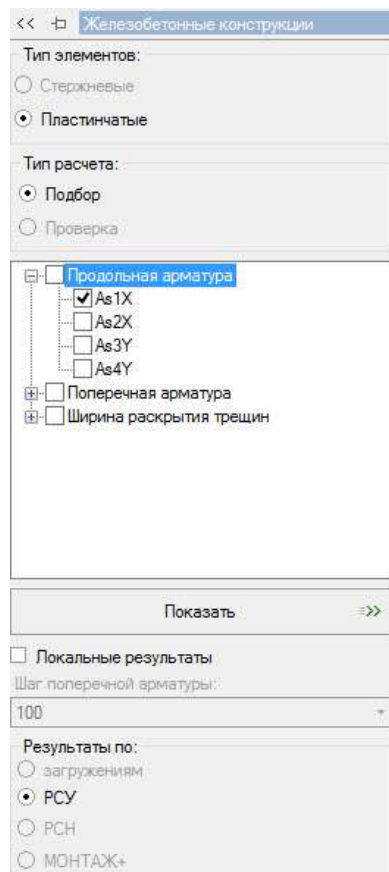 << Железобетонные конструкции
Тип элементов:
Стержневые
Пластинчатые
Тип расчета:
Подбор
Проверка
Продольная арматура
As1X
As2X
As3Y
As4Y
Поперечная арматура
Ширина раскрытия трещин
Показать
Локальные результаты
Шаг поперечной арматуры:
100
Результаты по:
загружениям
РСУ
РСН
МОНТАЖ+